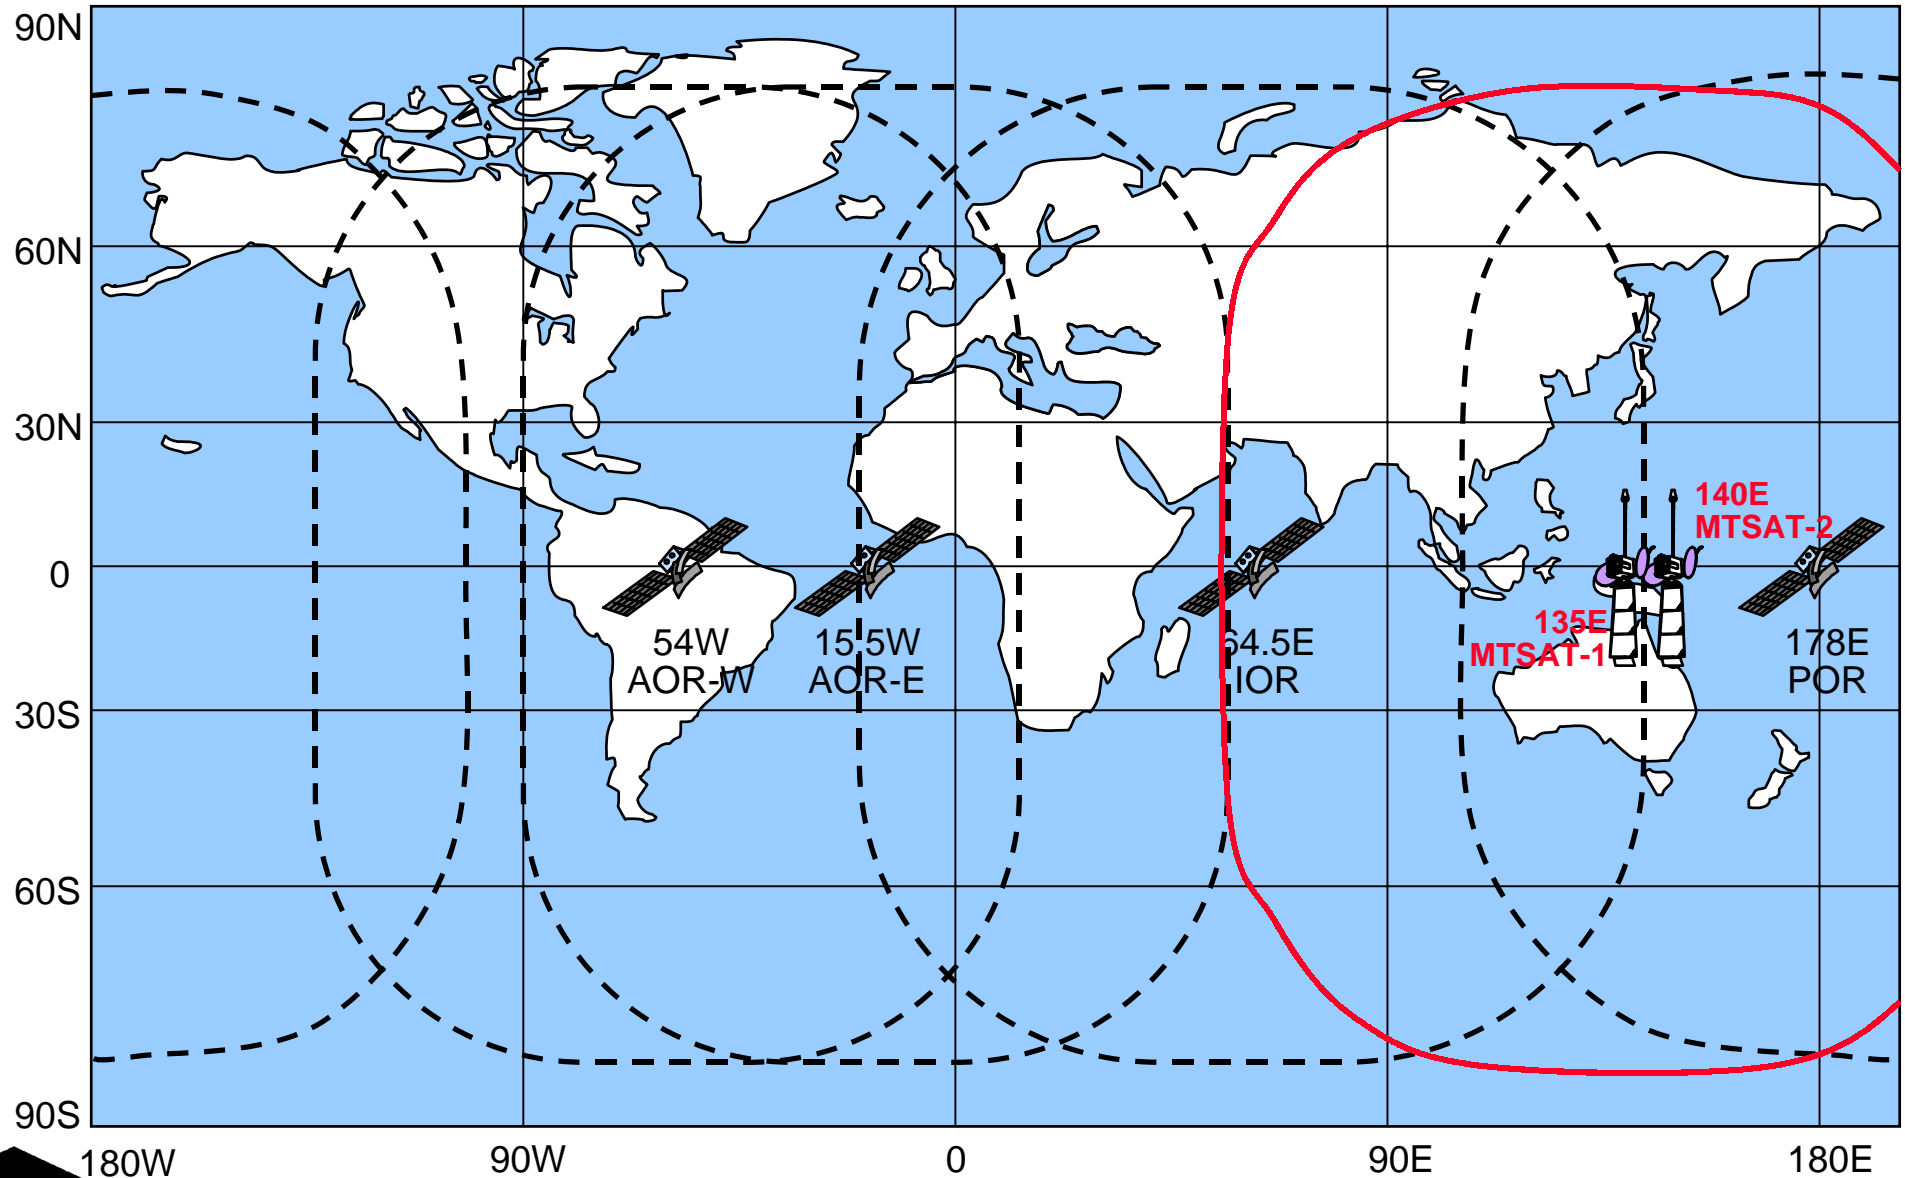 90N
60N
30N
0
30S
60S
90S
140E
MTSAT-2
135E
MTSAT-1
54W
AOR-W
15.5W
AOR-E
64.5E
IOR
178E
POR
180W
90W
0
90E
180E